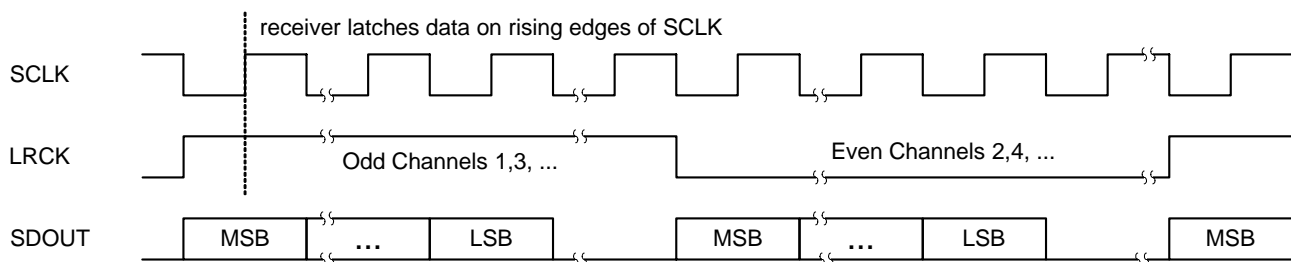 receiver latches data on rising edges of SCLK
SCLK
LRCK
Odd Channels 1,3, ...
Even Channels 2,4, ...
SDOUT
MSB
...
LSB
MSB
...
LSB
MSB